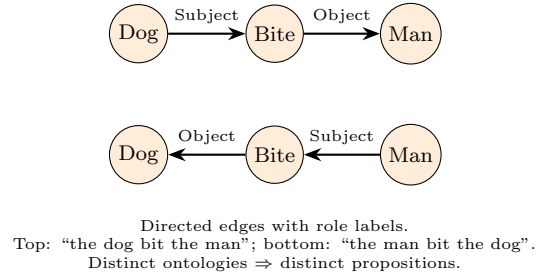 Subject Object
Dog Bite Man
Object Subject
Dog Bite Man
Directed edges with role labels.
Top: “the dog bit the man”; bottom: “the man bit the dog”.
Distinct ontologies ⇒ distinct propositions.